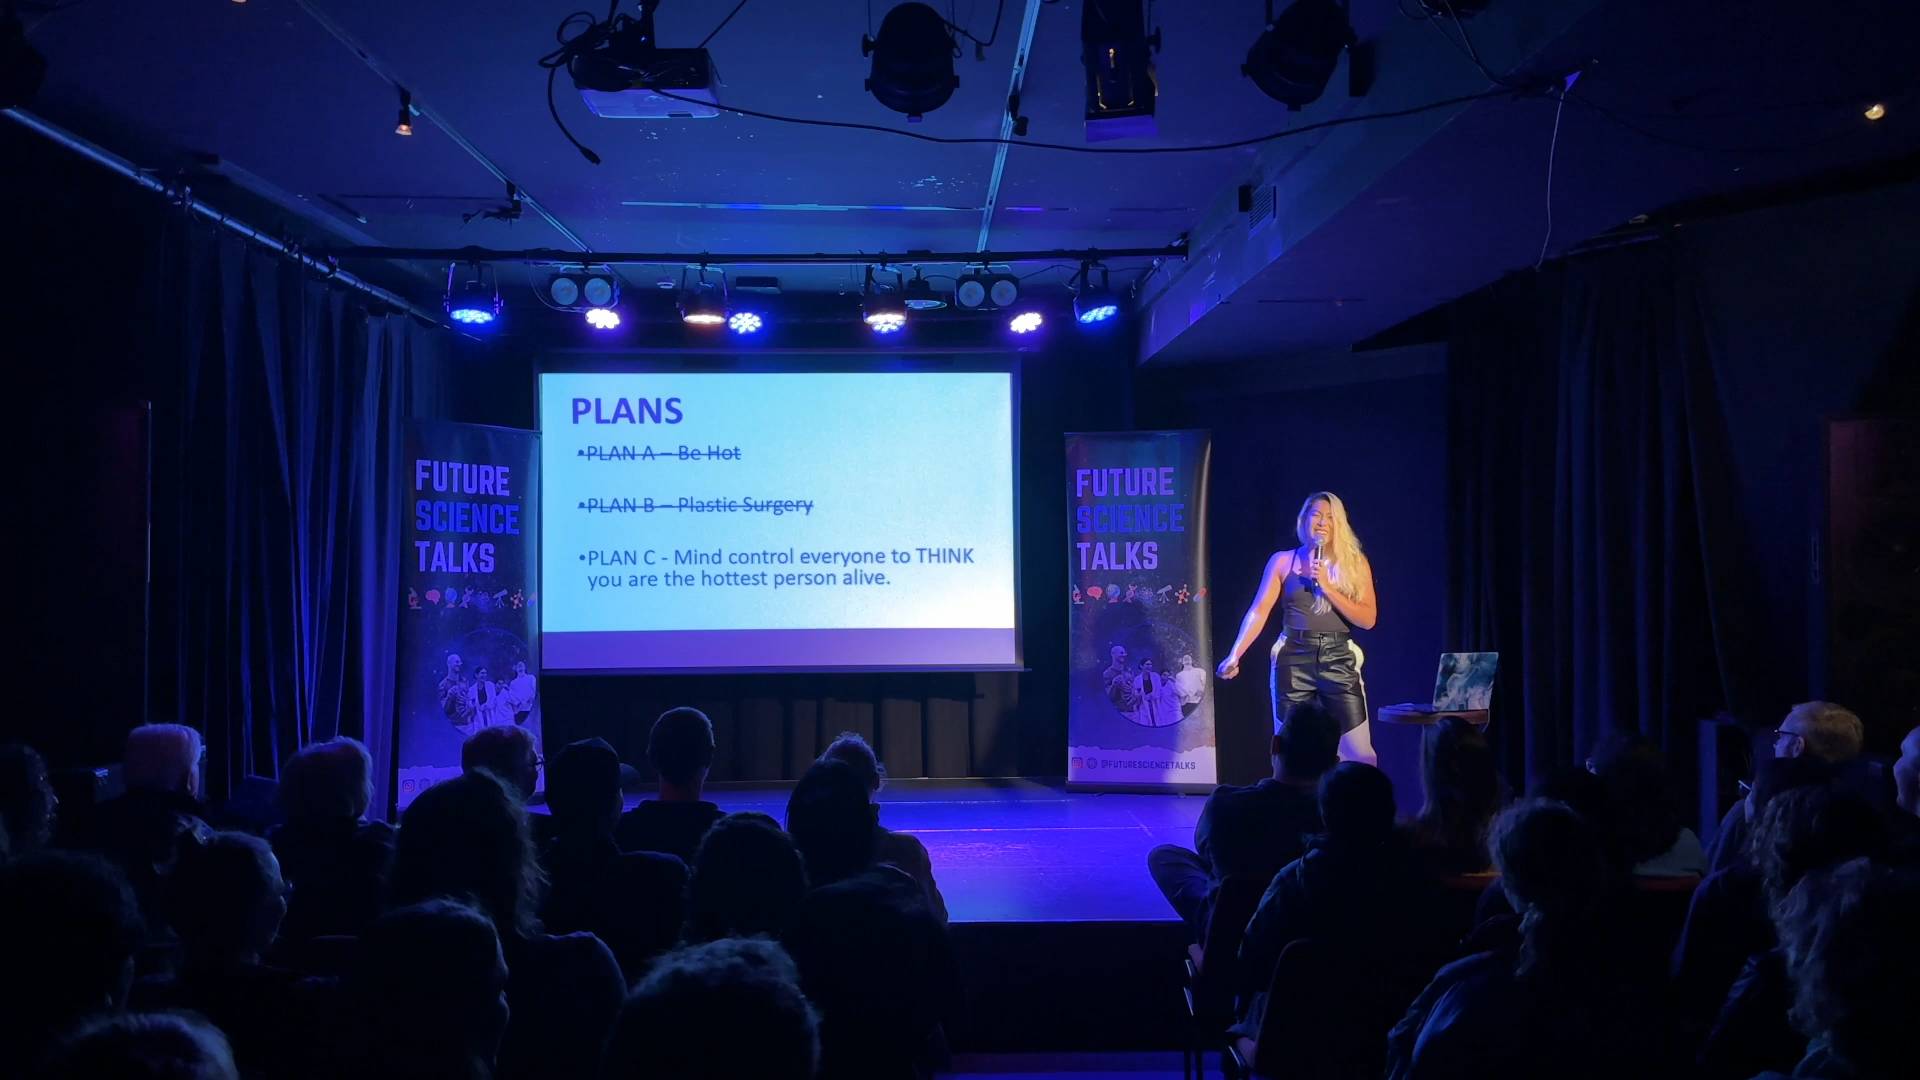 PLANS
•PLAN A – Be Hot
•PLAN B – Plastic Surgery
•PLAN C - Mind control everyone to THINK
you are the hottest person alive.
FUTURE
SCIENCE
TALKS
FUTURE
SCIENCE
TALKS
@FUTURESCIENCETALKS